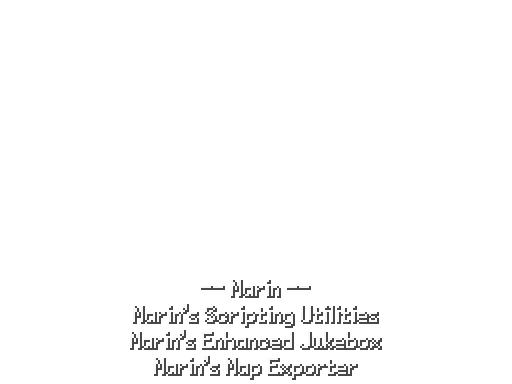 ── Marin ──
Marin's Scripting Utilities
Marin's Enhanced Jukebox
Marin's Map Exporter